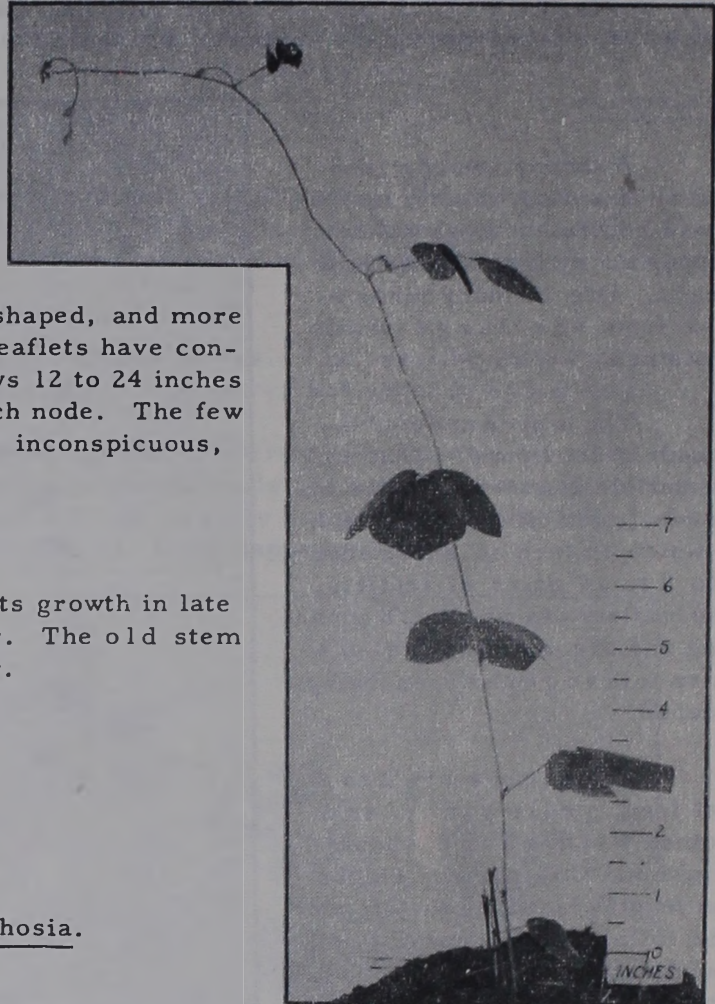 shaped, and more
eaflets have con-
vs 12 to 24 inches
ch node. The few
inconspicuous,
ts growth in late
. The old stem
.
hosia.
7
6
5
4
2
1
0
INCHES